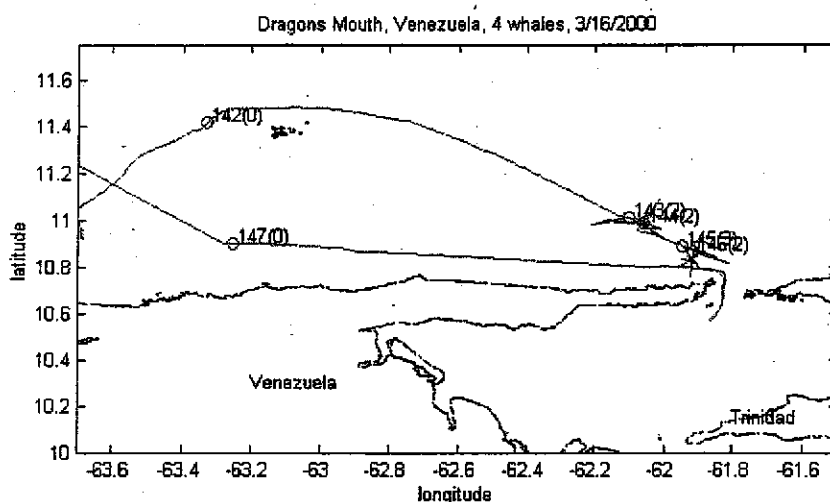 Dragons Mouth, Venezuela, 4 whales, 3/16/2000
latitude
11.6
11.4
11.2
11
10.8
10.6
10.4
10.2
10
142(0)
143(2)
147(0)
Venezuela
Trinidad
-63.6 -63.4 -63.2 -63 -62.8 -62.6 -62.4 -62.2 -62 -61.8 -61.6
longitude